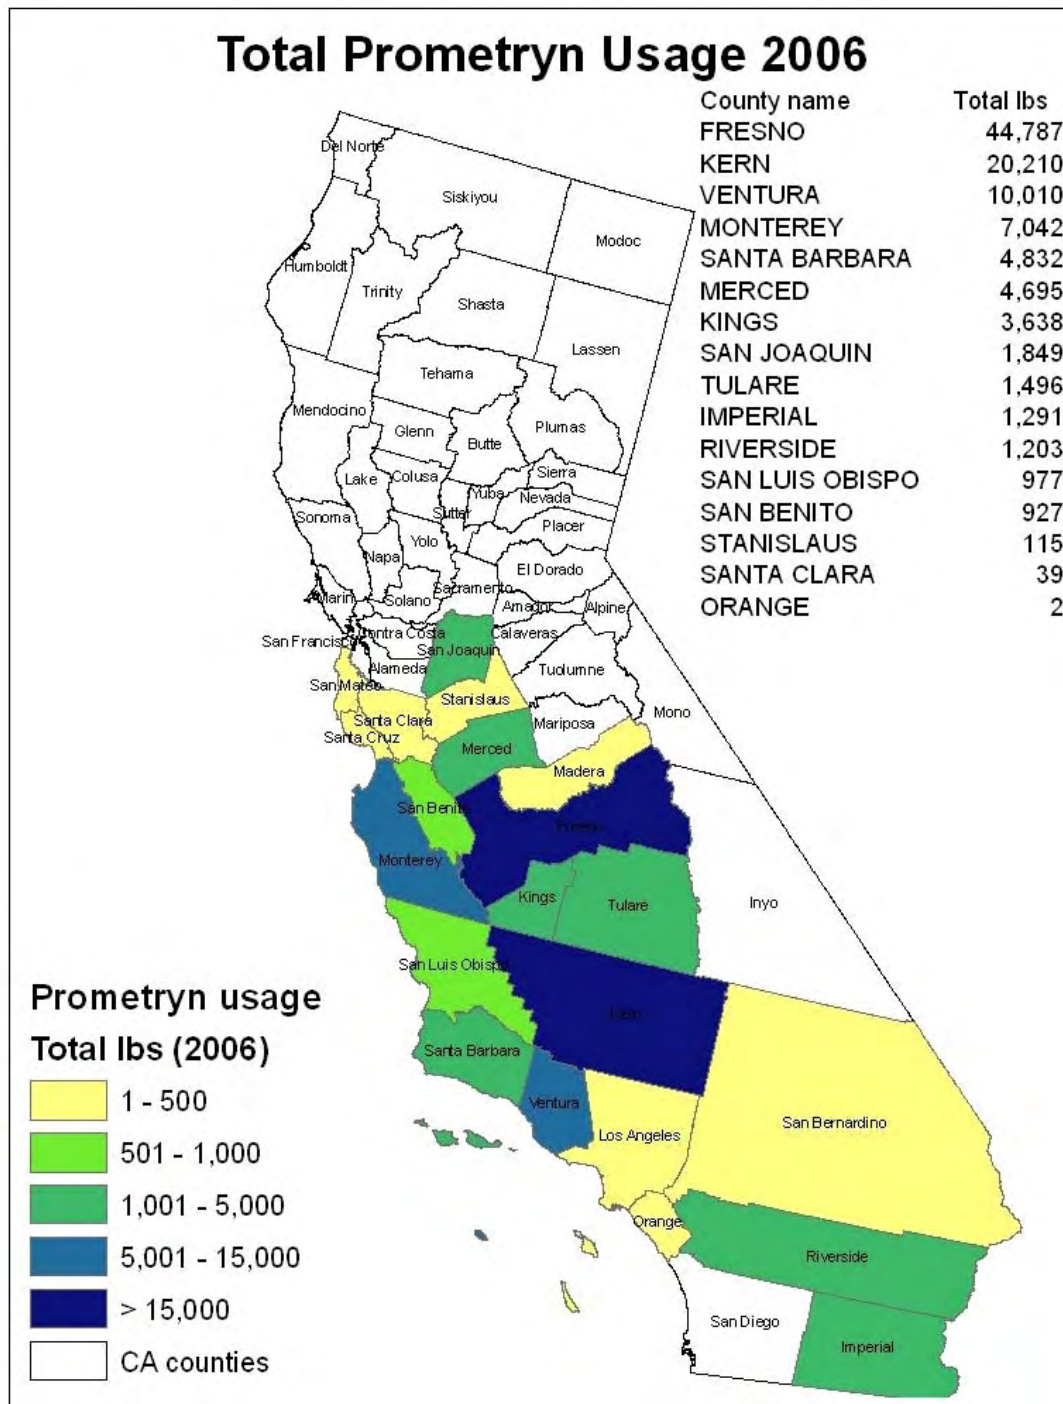 Total Prometryn Usage 2006
County name Total lbs
FRESNO 44,787
KERN 20,210
VENTURA 10,010
MONTEREY 7,042
SANTA BARBARA 4,832
MERCED 4,695
KINGS 3,638
SAN JOAQUIN 1,849
TULARE 1,496
IMPERIAL 1,291
RIVERSIDE 1,203
SAN LUIS OBISPO 977
SAN BENITO 927
STANISLAUS 115
SANTA CLARA 39
ORANGE 2
Del Norte
Siskiyou
Modoc
Humboldt
Trinity
Shasta
Lassen
Tehama
Mendocino
Plumas
Glenn
Butte
Lake
Colusa
Sierra
Yuba
Nevada
Sutter
Sonoma
Placer
Yolo
Napa
El Dorado
Sacramento
Marin
Solano
Amador
Alpine
San Francisco
Contra Costa
Calaveras
San Joaquin
Alameda
Tuolumne
San Mateo
Stanislaus
Mono
Santa Clara
Mariposa
Santa Cruz
Merced
Madera
San Benito
Fresno
Monterey
Kings
Tulare
Inyo
San Luis Obispo
Kern
Santa Barbara
Ventura
Los Angeles
San Bernardino
Orange
Riverside
San Diego
Imperial
Prometryn usage
Total lbs (2006)
1 - 500
501 - 1,000
1,001 - 5,000
5,001 - 15,000
> 15,000
CA counties